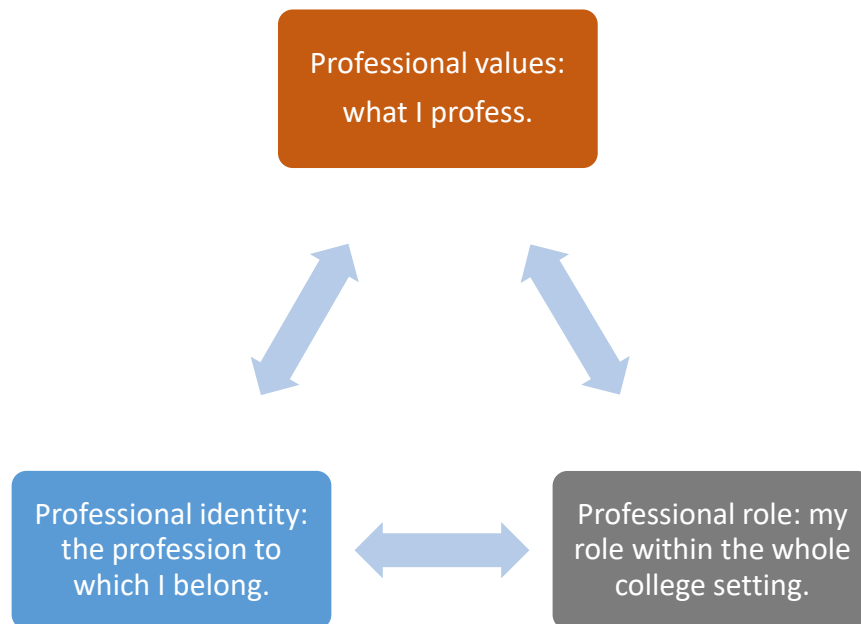 Professional values:
what I profess.
Professional identity:
the profession to
which I belong.
Professional role: my
role within the whole
college setting.